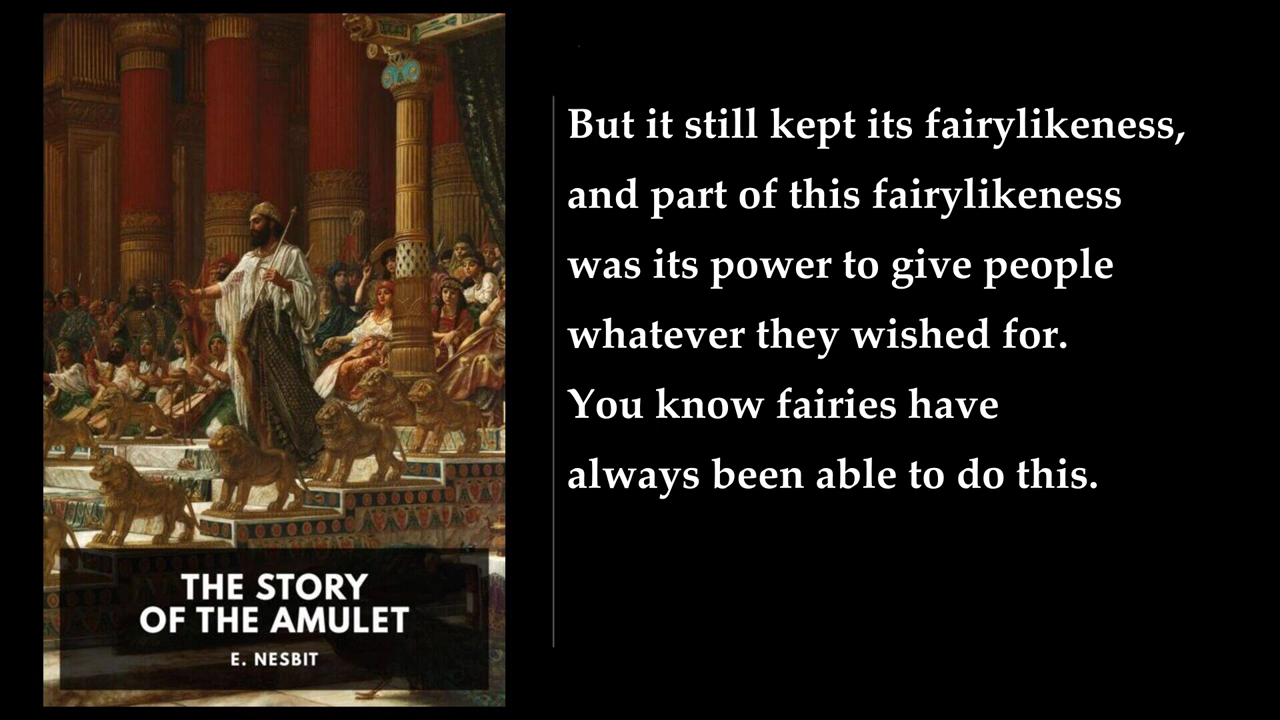 THE STORY
OF THE AMULET
E. NESBIT
But it still kept its fairylikeness,
and part of this fairylikeness
was its power to give people
whatever they wished for.
You know fairies have
always been able to do this.